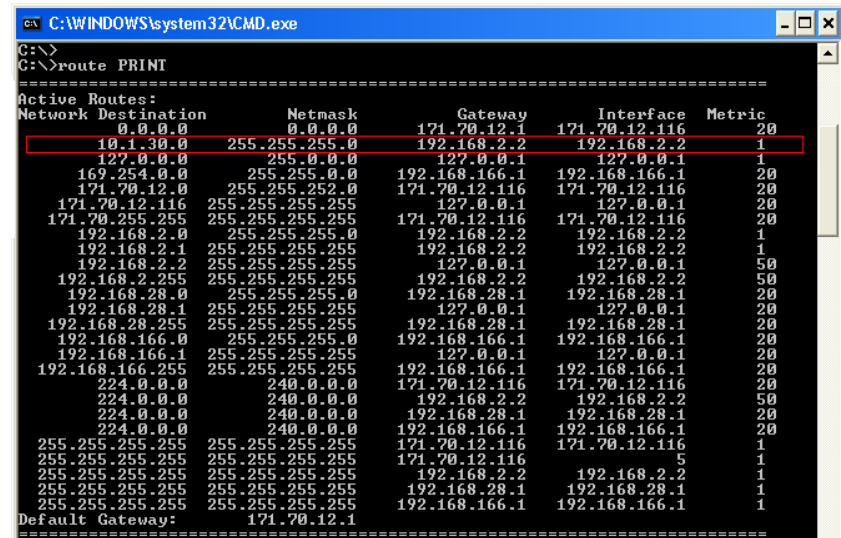 C:\WINDOWS\system32\CMD.exe
C:\>
C:\>route PRINT
===========================================================================
Active Routes:
Network Destination        Netmask          Gateway       Interface  Metric
0.0.0.0          0.0.0.0      171.70.12.1   171.70.12.116      20
10.1.30.0    255.255.255.0      192.168.2.2     192.168.2.2       1
127.0.0.0        255.0.0.0        127.0.0.1       127.0.0.1       1
169.254.0.0      255.255.0.0    192.168.166.1   192.168.166.1      20
171.70.12.0    255.255.252.0    171.70.12.116   171.70.12.116      20
171.70.12.116  255.255.255.255        127.0.0.1       127.0.0.1      20
171.70.255.255  255.255.255.255    171.70.12.116   171.70.12.116      20
192.168.2.0    255.255.255.0      192.168.2.2     192.168.2.2       1
192.168.2.1  255.255.255.255      192.168.2.2     192.168.2.2       1
192.168.2.2  255.255.255.255        127.0.0.1       127.0.0.1      50
192.168.2.255  255.255.255.255      192.168.2.2     192.168.2.2      50
192.168.28.0    255.255.255.0     192.168.28.1    192.168.28.1      20
192.168.28.1  255.255.255.255        127.0.0.1       127.0.0.1      20
192.168.28.255  255.255.255.255     192.168.28.1    192.168.28.1      20
192.168.166.0    255.255.255.0    192.168.166.1   192.168.166.1      20
192.168.166.1  255.255.255.255        127.0.0.1       127.0.0.1      20
192.168.166.255  255.255.255.255    192.168.166.1   192.168.166.1      20
224.0.0.0        240.0.0.0    171.70.12.116   171.70.12.116      20
224.0.0.0        240.0.0.0      192.168.2.2     192.168.2.2      50
224.0.0.0        240.0.0.0     192.168.28.1    192.168.28.1      20
224.0.0.0        240.0.0.0    192.168.166.1   192.168.166.1      20
255.255.255.255  255.255.255.255    171.70.12.116   171.70.12.116       1
255.255.255.255  255.255.255.255    171.70.12.116               5       1
255.255.255.255  255.255.255.255      192.168.2.2     192.168.2.2       1
255.255.255.255  255.255.255.255     192.168.28.1    192.168.28.1       1
255.255.255.255  255.255.255.255    192.168.166.1   192.168.166.1       1
Default Gateway:       171.70.12.1
===========================================================================